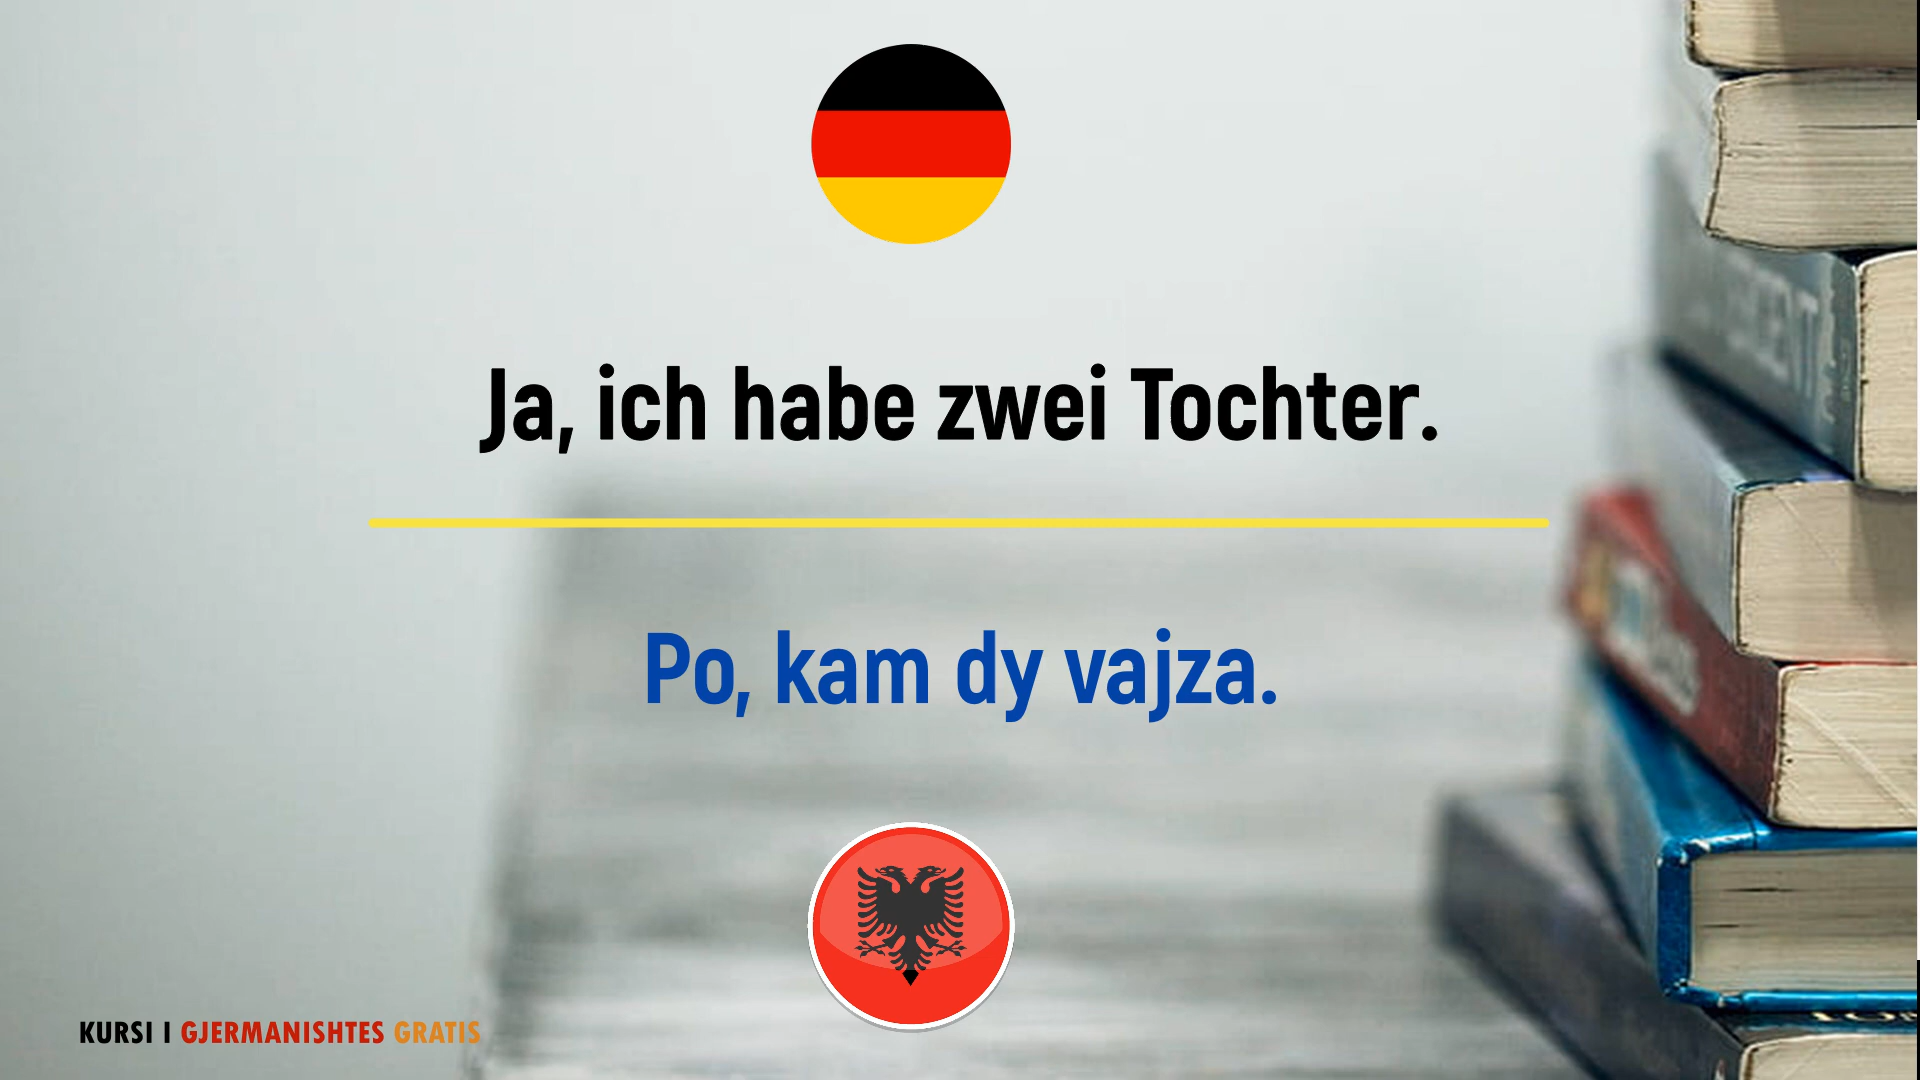 Ja, ich habe zwei Tochter.
Po, kam dy vajza.
KURSI I GJERMANISHTES GRATIS